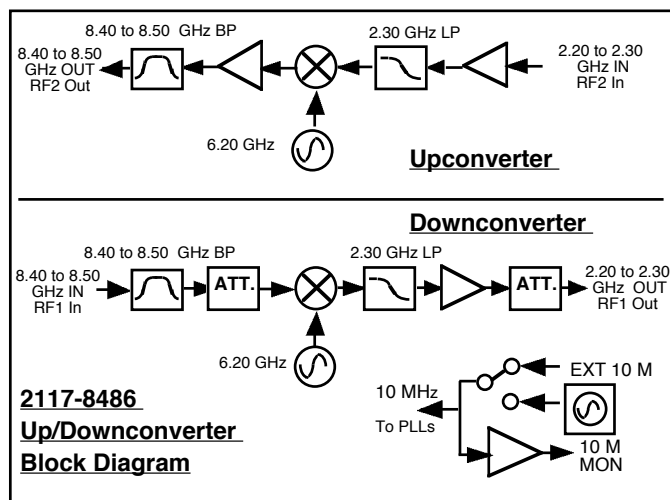 8.40 to 8.50 GHz BP
8.40 to 8.50
GHz OUT
RF2 Out
2.30 GHz LP
2.20 to 2.30
GHz IN
RF2 In
6.20 GHz
Upconverter
Downconverter
8.40 to 8.50 GHz BP
8.40 to 8.50
GHz IN
RF1 In
ATT.
2.30 GHz LP
ATT.
2.20 to 2.30
GHz OUT
RF1 Out
6.20 GHz
2117-8486
Up/Downconverter
Block Diagram
10 MHz
To PLLs
EXT 10 M
10 M
MON